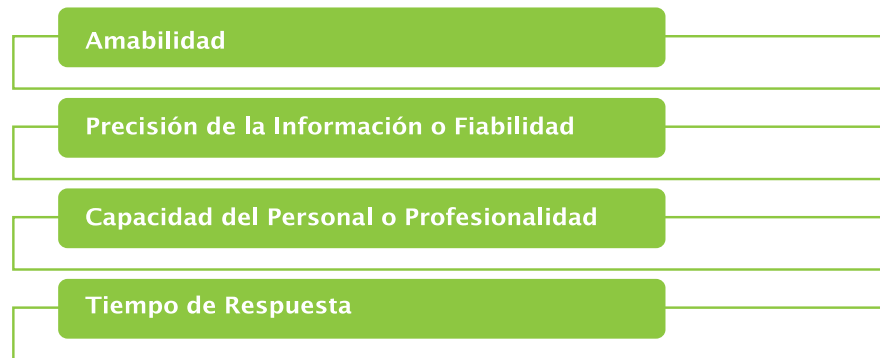 Amabilidad
Precisión de la Información o Fiabilidad
Capacidad del Personal o Profesionalidad
Tiempo de Respuesta